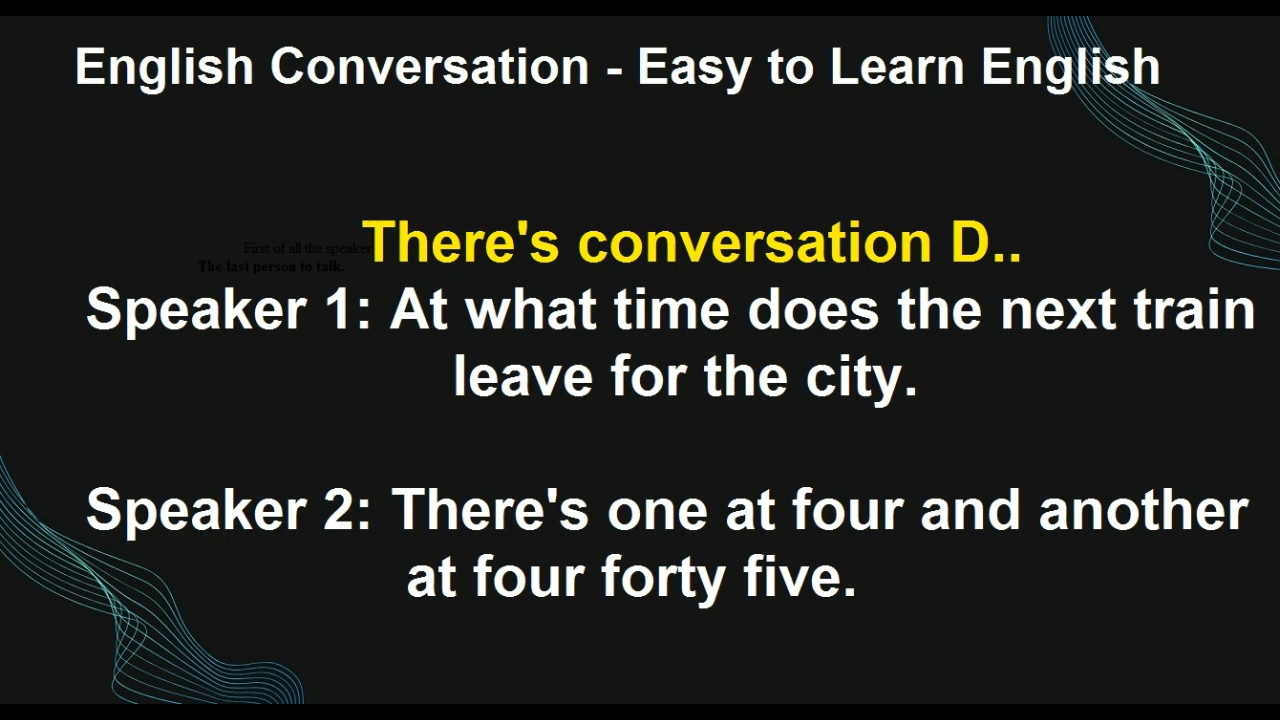 English Conversation - Easy to Learn English
There's conversation D..
First of all the speaker
The last person to talk.
Speaker 1: At what time does the next train
leave for the city.
Speaker 2: There's one at four and another
at four forty five.